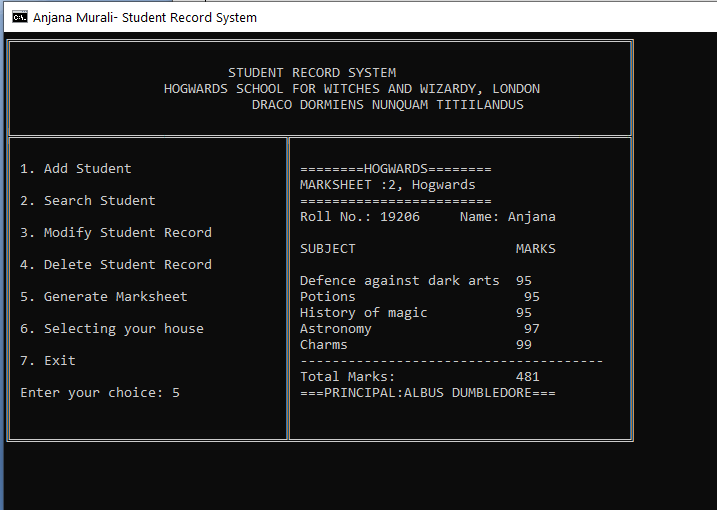 Anjana Murali- Student Record System
STUDENT RECORD SYSTEM
HOGWARDS SCHOOL FOR WITCHES AND WIZARDY, LONDON
DRACO DORMIENS NUNQUAM TITIILANDUS
1. Add Student
2. Search Student
3. Modify Student Record
4. Delete Student Record
5. Generate Marksheet
6. Selecting your house
7. Exit
Enter your choice: 5
========HOGWARDS========
MARKSHEET :2, Hogwards
========================
Roll No.: 19206     Name: Anjana
SUBJECT                    MARKS
Defence against dark arts  95
Potions                     95
History of magic           95
Astronomy                   97
Charms                     99
--------------------------------------
Total Marks:               481
===PRINCIPAL:ALBUS DUMBLEDORE===